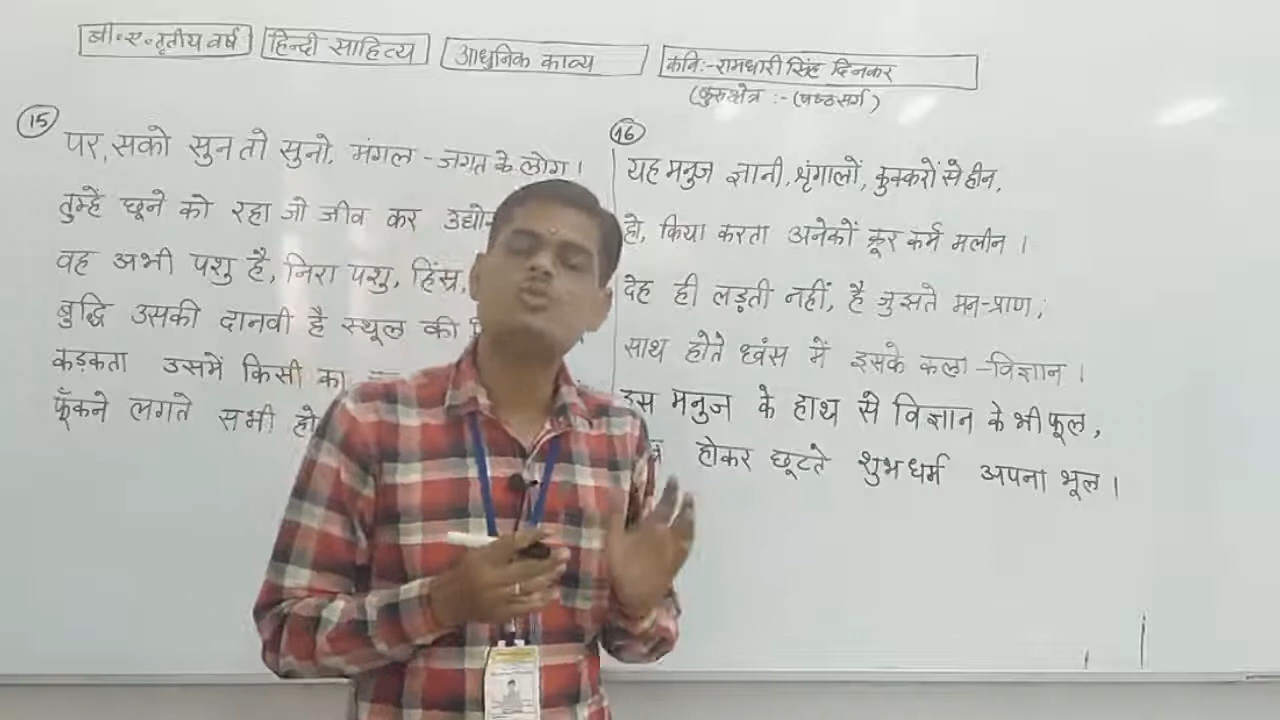 बी.ए.तृतीय वर्ष हिन्दी साहित्य आधुनिक काव्य कवि:-रामधारी सिंह दिनकर
(कुरुक्षेत्र :- (षष्ठसर्ग)
15
पर, सको सुन तो सुनो, मंगल-जगत के लोग।
तुम्हें छूने को रहा जो जीव कर
वह अभी पशु है, निरा पशु, हिंस्र,
बुद्धि उसकी दानवी है स्थूल की
कड़कता उसमें किसी का
फूँकने लगते सभी हो
16
यह मनुज ज्ञानी, श्रृंगालों, कुक्करों से हीन,
हो, किया करता अनेकों क्रूर कर्म मलीन।
देह ही लड़ती नहीं, है जुझते मन-प्राण,
साथ होते ध्वंस में इसके कला-विज्ञान।
इस मनुज के हाथ से विज्ञान के भी फूल,
होकर छूटते शुभ धर्म अपना भूल।